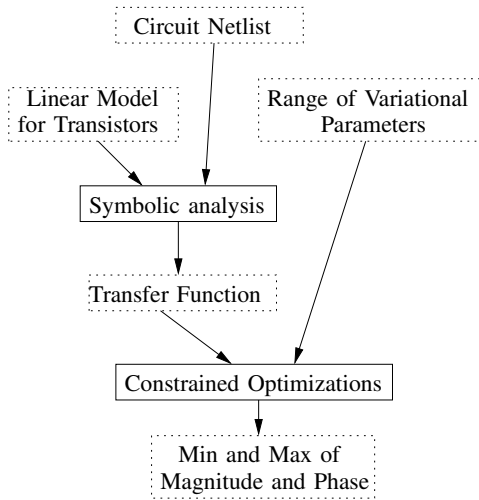 Circuit Netlist
Linear Model
for Transistors
Range of Variational
Parameters
Symbolic analysis
Transfer Function
Constrained Optimizations
Min and Max of
Magnitude and Phase